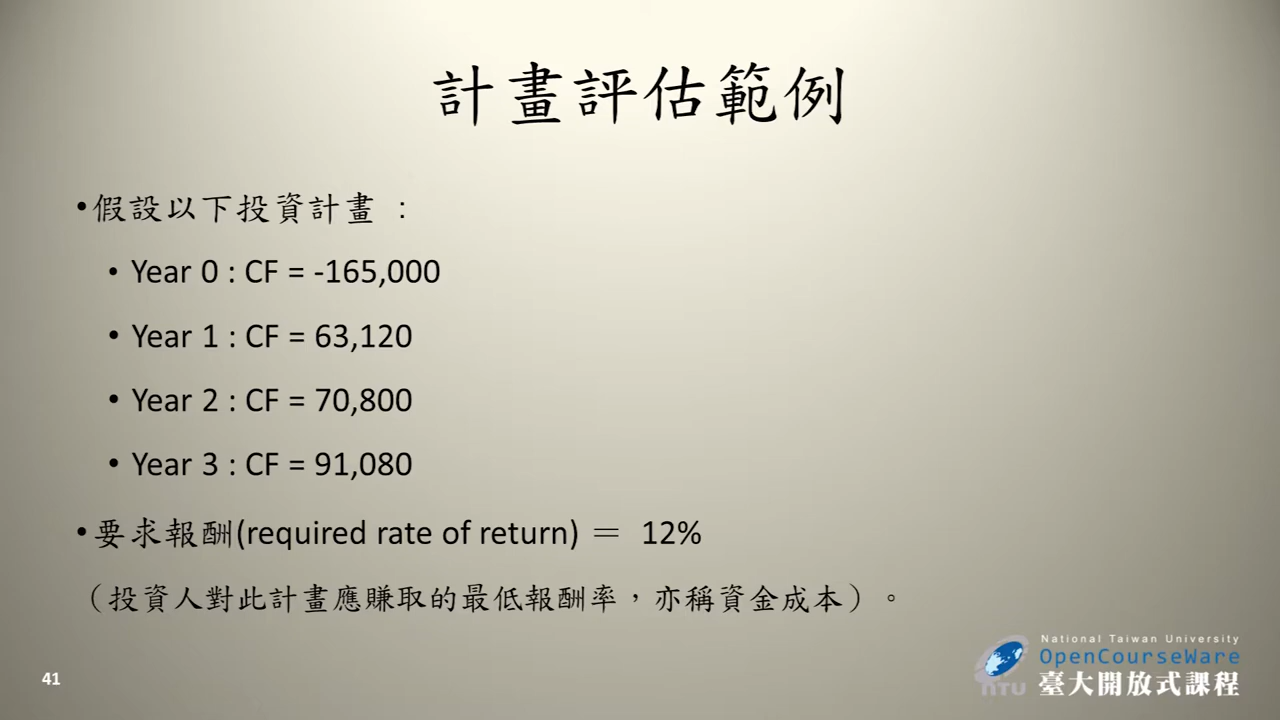 計畫評估範例
•假設以下投資計畫 :
• Year 0 : CF = -165,000
• Year 1 : CF = 63,120
• Year 2 : CF = 70,800
• Year 3 : CF = 91,080
•要求報酬(required rate of return) ＝ 12%
（投資人對此計畫應賺取的最低報酬率，亦稱資金成本）。
41
National Taiwan University
OpenCourseWare
NTU
臺大開放式課程